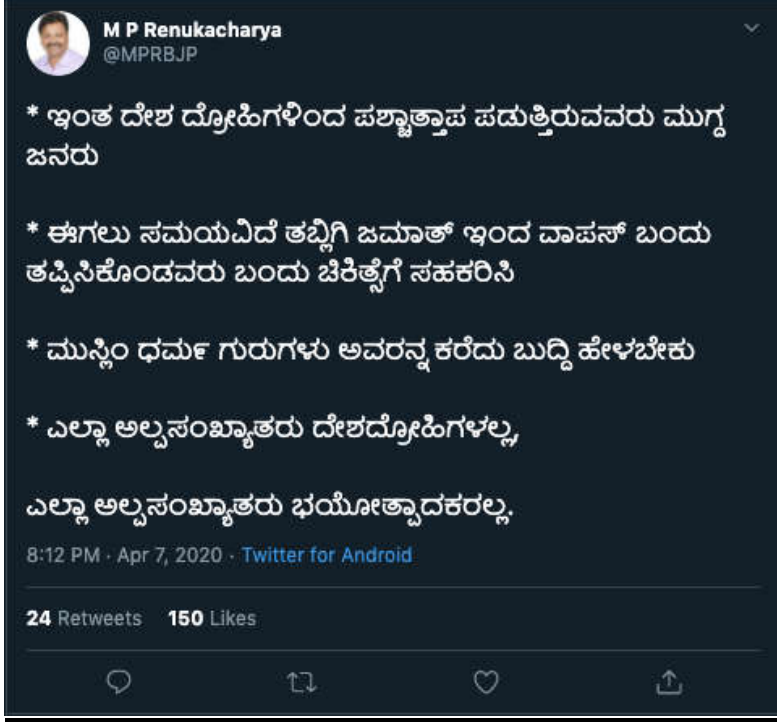 M P Renukacharya
@MPRBJP
* ಇಂತ ದೇಶ ದ್ರೋಹಿಗಳಿಂದ ಪಶ್ಚಾತ್ತಾಪ ಪಡುತ್ತಿರುವವರು ಮುಗ್ದ
ಜನರು
* ಈಗಲು ಸಮಯವಿದೆ ತಬ್ಲಿಗಿ ಜಮಾತ್ ಇಂದ ವಾಪಸ್ ಬಂದು
ತಪ್ಪಿಸಿಕೊಂಡವರು ಬಂದು ಚಿಕಿತ್ಸೆಗೆ ಸಹಕರಿಸಿ
* ಮುಸ್ಲಿಂ ಧರ್ಮ ಗುರುಗಳು ಅವರನ್ನ ಕರೆದು ಬುದ್ದಿ ಹೇಳಬೇಕು
* ಎಲ್ಲಾ ಅಲ್ಪಸಂಖ್ಯಾತರು ದೇಶದ್ರೋಹಿಗಳಲ್ಲ,
ಎಲ್ಲಾ ಅಲ್ಪಸಂಖ್ಯಾತರು ಭಯೋತ್ಪಾದಕರಲ್ಲ.
8:12 PM · Apr 7, 2020 · Twitter for Android
24 Retweets 150 Likes